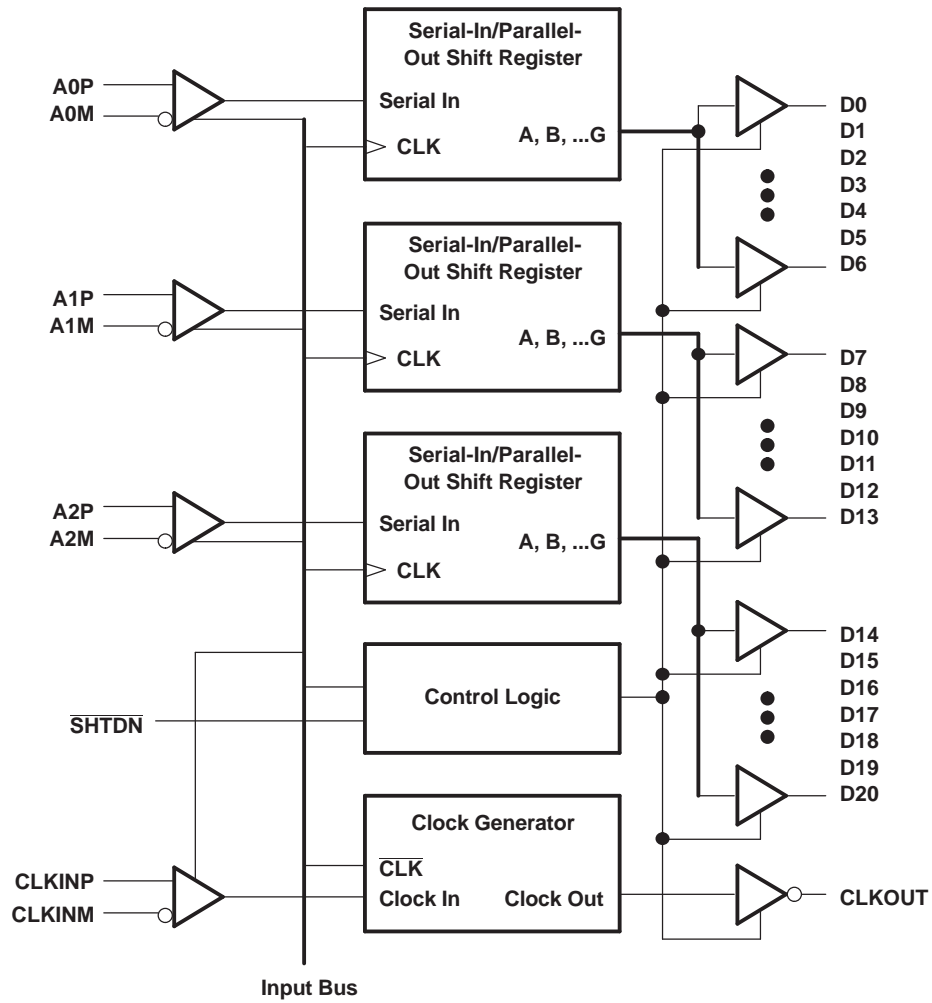 Serial-In/Parallel-
Out Shift Register
A0P
A0M
Serial In
CLK
A, B, ...G
D0
D1
D2
D3
D4
D5
D6
Serial-In/Parallel-
Out Shift Register
A1P
A1M
Serial In
CLK
A, B, ...G
D7
D8
D9
D10
D11
D12
D13
Serial-In/Parallel-
Out Shift Register
A2P
A2M
Serial In
CLK
A, B, ...G
D14
D15
D16
D17
D18
D19
D20
Control Logic
SHTDN
Clock Generator
CLK
CLKINP
CLKINM
Clock In
Clock Out
CLKOUT
Input Bus